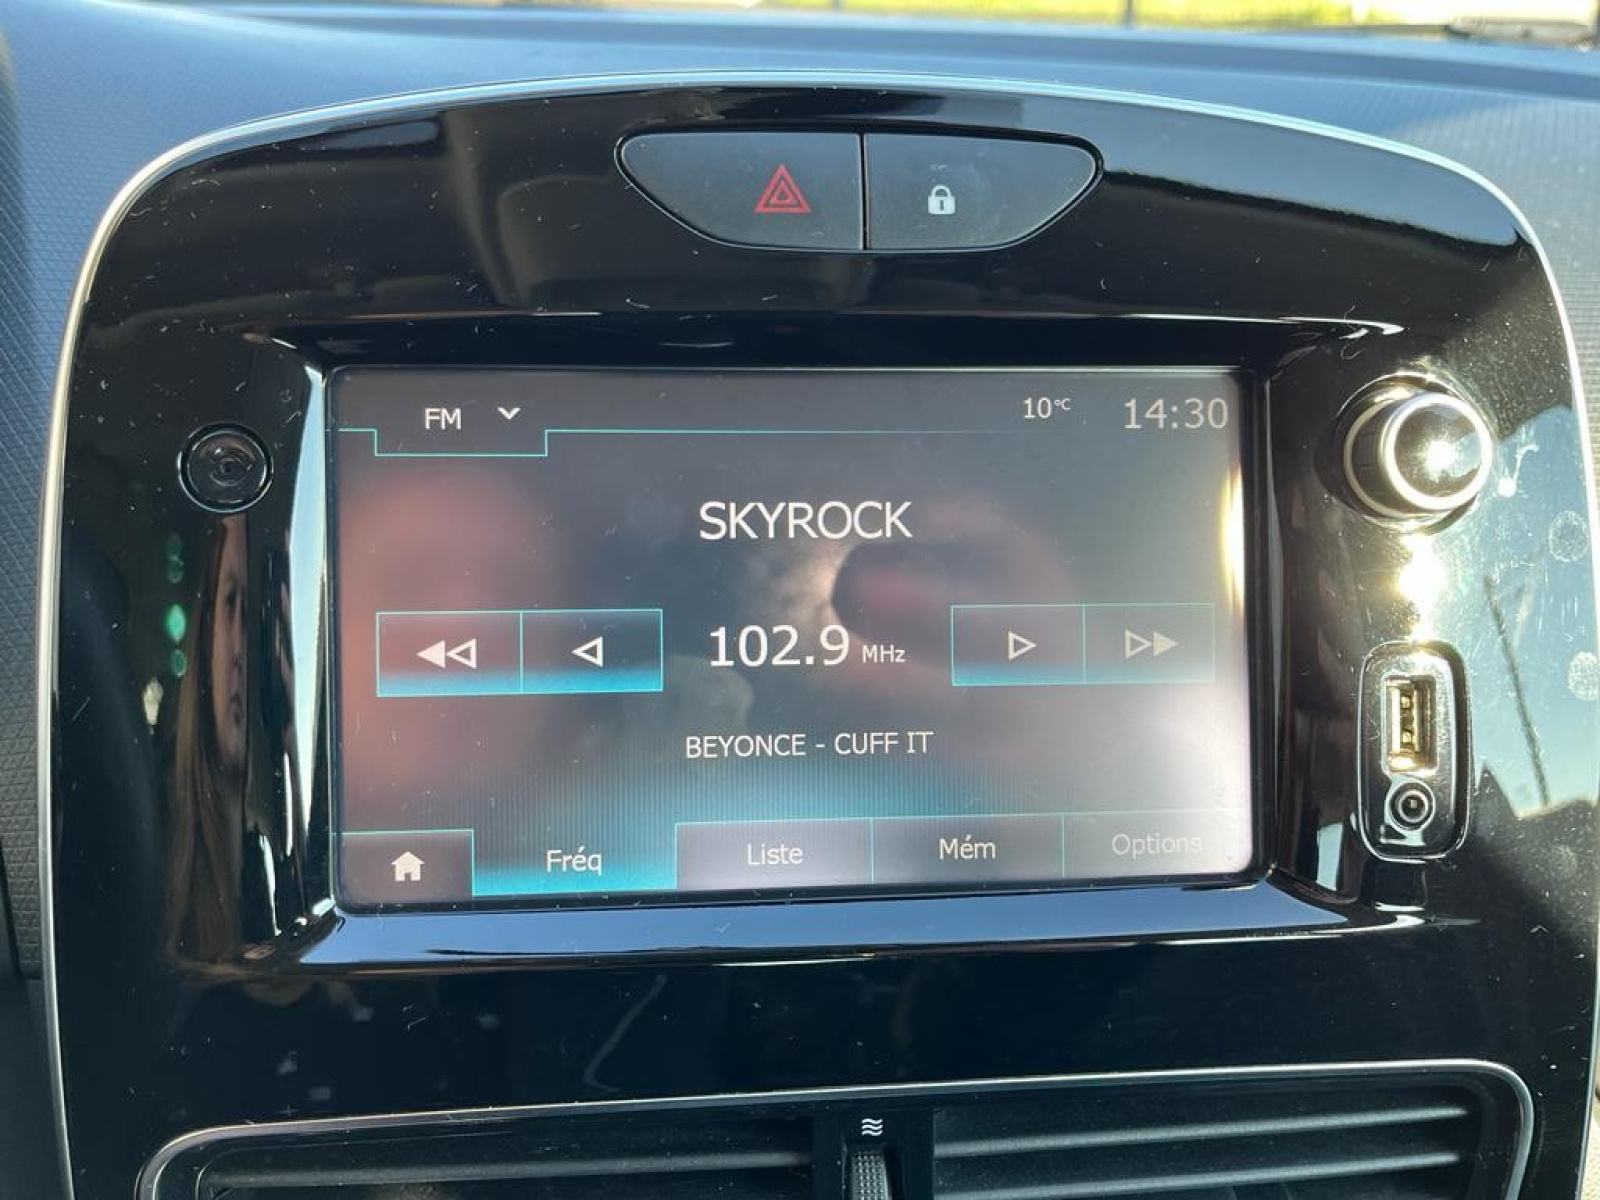 FM 10°C 14:30
SKYROCK
102.9 MHz
BEYONCE - CUFF IT
Fréq Liste Mém Options